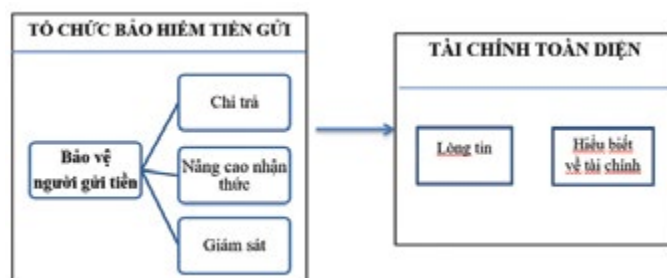 TỔ CHỨC BẢO HIỂM TIỀN GỬI
Chi trả
Bảo vệ
người gửi tiền
Nâng cao nhận
thức
Giám sát
TÀI CHÍNH TOÀN DIỆN
Lòng tin
Hiểu biết
về tài chính